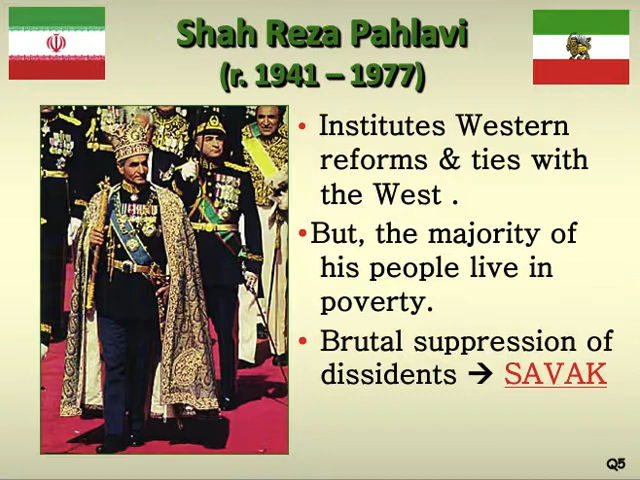 Shah Reza Pahlavi
(r. 1941 – 1977)
• Institutes Western
reforms & ties with
the West .
•But, the majority of
his people live in
poverty.
• Brutal suppression of
dissidents → SAVAK
Q5